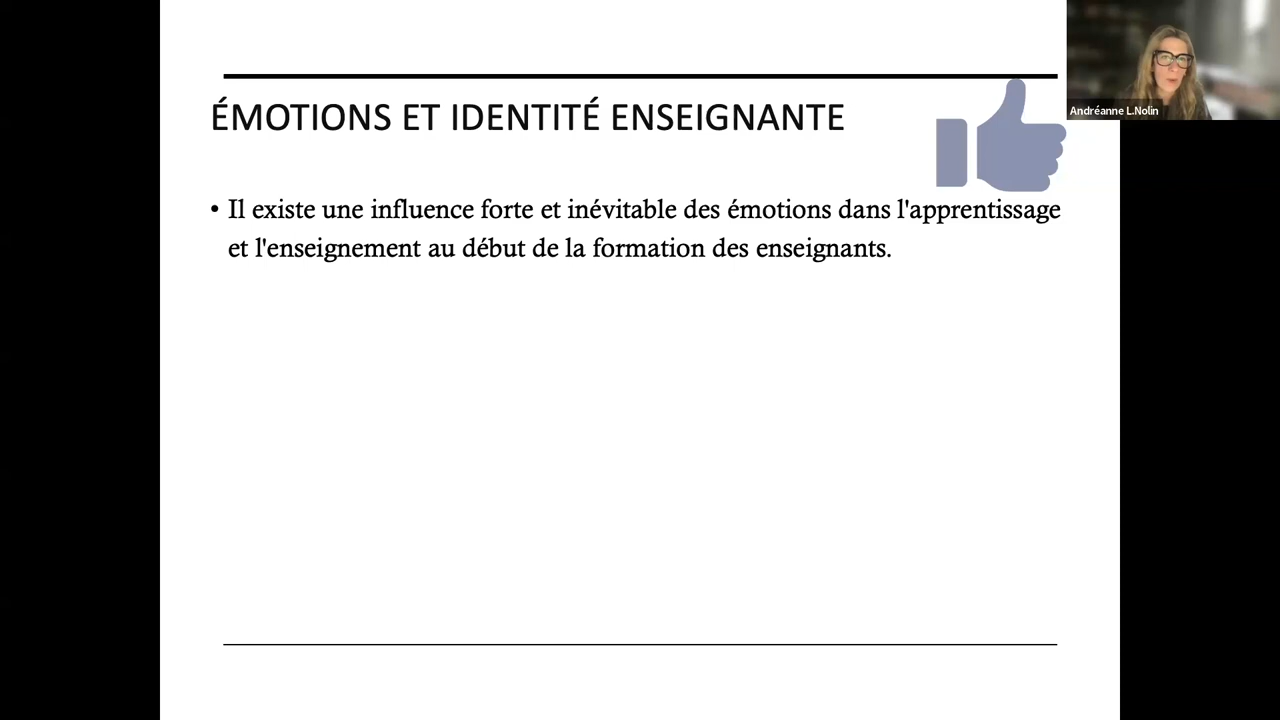 ÉMOTIONS ET IDENTITÉ ENSEIGNANTE
Andréanne L.Nolin
• Il existe une influence forte et inévitable des émotions dans l'apprentissage
et l'enseignement au début de la formation des enseignants.